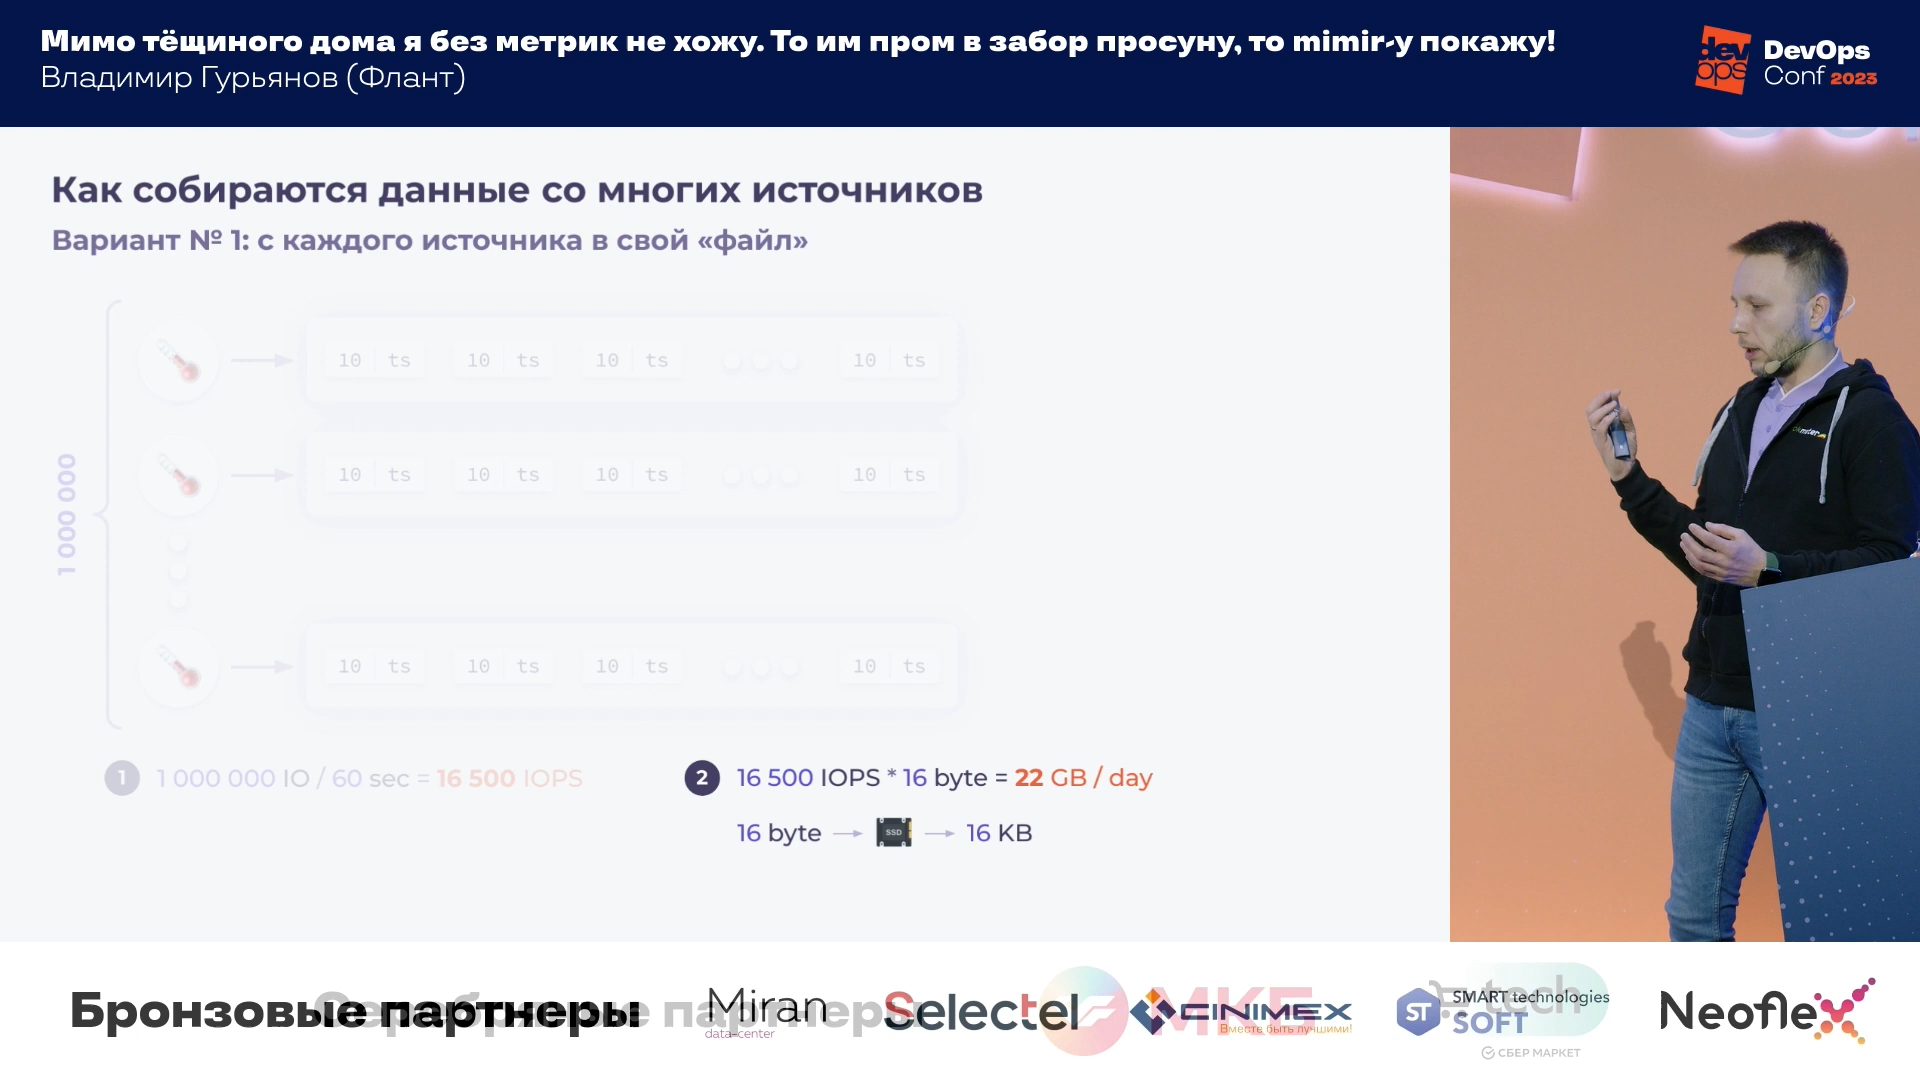 Мимо тёщиного дома я без метрик не хожу. То им пром в забор просуну, то mimir-у покажу!
Владимир Гурьянов (Флант)
dev
ops
DevOps
Conf 2023
Как собираются данные со многих источников
Вариант № 1: с каждого источника в свой «файл»
1 000 000
10 ts 10 ts 10 ts 10 ts
10 ts 10 ts 10 ts 10 ts
10 ts 10 ts 10 ts 10 ts
1 1 000 000 IO / 60 sec = 16 500 IOPS
2 16 500 IOPS * 16 byte = 22 GB / day
16 byte SSD 16 KB
Бронзовые партнеры
Miran
data-center
Selectel
МКБ
CINIMEX
Вместе быть лучшими!
ST
SMART technologies
SOFT
tech
СБЕР МАРКЕТ
Neoflex